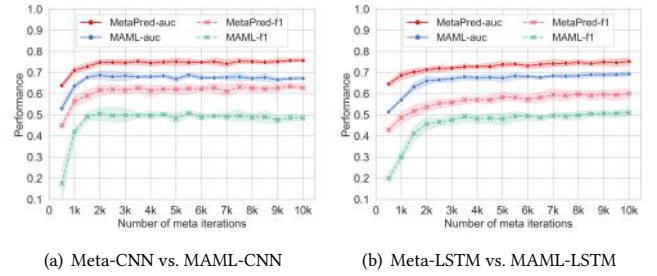 MetaPred-auc MetaPred-f1
MAML-auc MAML-f1
1.0
0.9
0.8
0.7
0.6
0.5
0.4
0.3
0.2
0.1
Performance
0 1k 2k 3k 4k 5k 6k 7k 8k 9k 10k
Number of meta iterations
(a) Meta-CNN vs. MAML-CNN
MetaPred-auc MetaPred-f1
MAML-auc MAML-f1
1.0
0.9
0.8
0.7
0.6
0.5
0.4
0.3
0.2
0.1
Performance
0 1k 2k 3k 4k 5k 6k 7k 8k 9k 10k
Number of meta iterations
(b) Meta-LSTM vs. MAML-LSTM